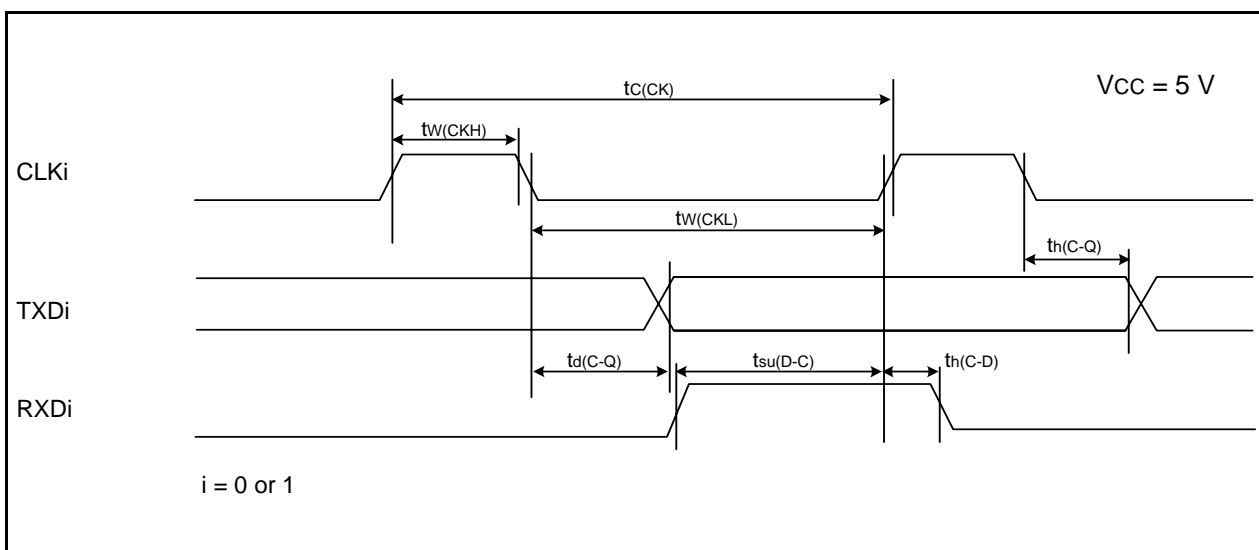 tC(CK)
VCC = 5 V
tW(CKH)
CLKi
tW(CKL)
th(C-Q)
TXDi
td(C-Q)
tsu(D-C)
th(C-D)
RXDi
i = 0 or 1